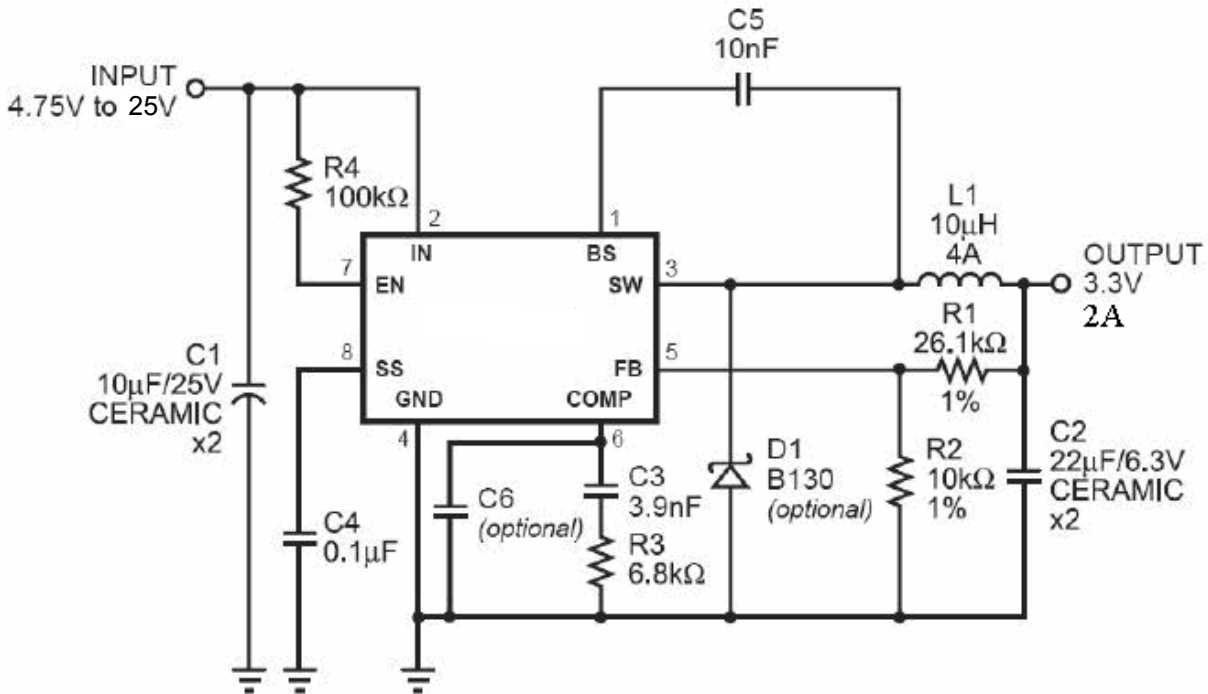 C5
10nF
INPUT
4.75V to 25V
R4
100kΩ
2
1
IN
BS
L1
10μH
4A
OUTPUT
3.3V
2A
7
EN
SW
3
R1
26.1kΩ
1%
8
SS
FB
5
C1
10μF/25V
CERAMIC
x2
GND
COMP
4
6
C4
0.1μF
C6
(optional)
C3
3.9nF
R3
6.8kΩ
D1
B130
(optional)
R2
10kΩ
1%
C2
22μF/6.3V
CERAMIC
x2